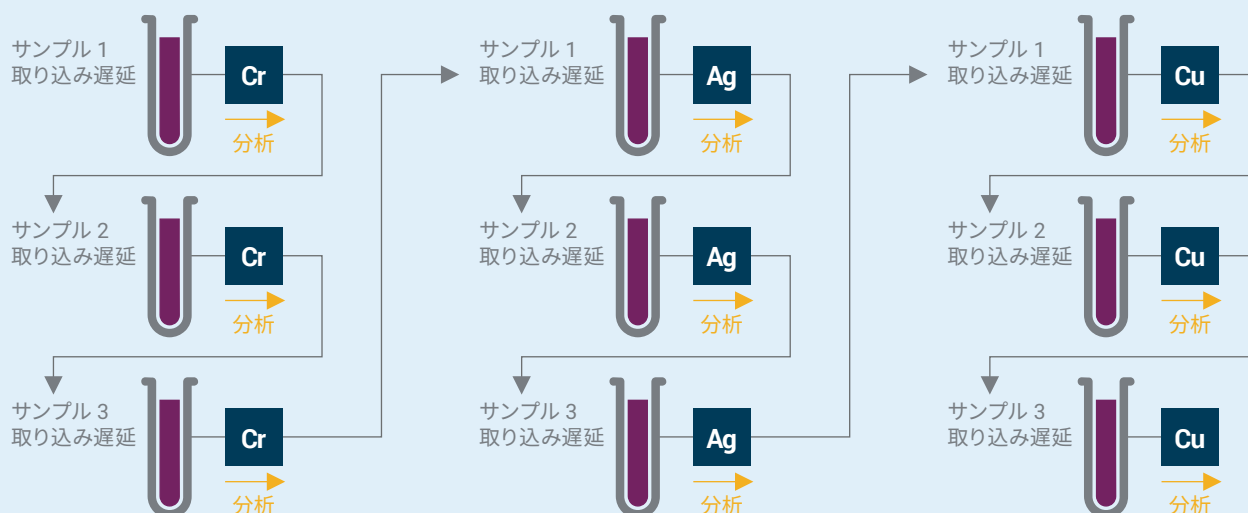 サンプル 1
取り込み遅延
Cr
分析
サンプル 2
取り込み遅延
Cr
分析
サンプル 3
取り込み遅延
Cr
分析
サンプル 1
取り込み遅延
Ag
分析
サンプル 2
取り込み遅延
Ag
分析
サンプル 3
取り込み遅延
Ag
分析
サンプル 1
取り込み遅延
Cu
分析
サンプル 2
取り込み遅延
Cu
分析
サンプル 3
取り込み遅延
Cu
分析